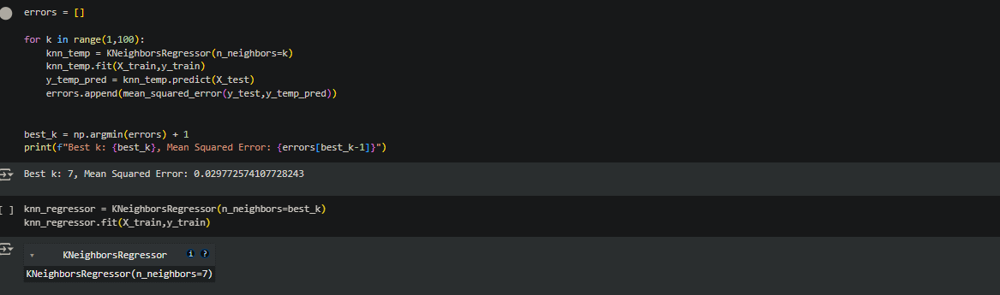 errors = []
for k in range(1,100):
    knn_temp = KNeighborsRegressor(n_neighbors=k)
    knn_temp.fit(X_train,y_train)
    y_temp_pred = knn_temp.predict(X_test)
    errors.append(mean_squared_error(y_test,y_temp_pred))
best_k = np.argmin(errors) + 1
print(f"Best k: {best_k}, Mean Squared Error: {errors[best_k-1]}")
Best k: 7, Mean Squared Error: 0.029772574107728243
[ ] knn_regressor = KNeighborsRegressor(n_neighbors=best_k)
knn_regressor.fit(X_train,y_train)
KNeighborsRegressor i ?
KNeighborsRegressor(n_neighbors=7)